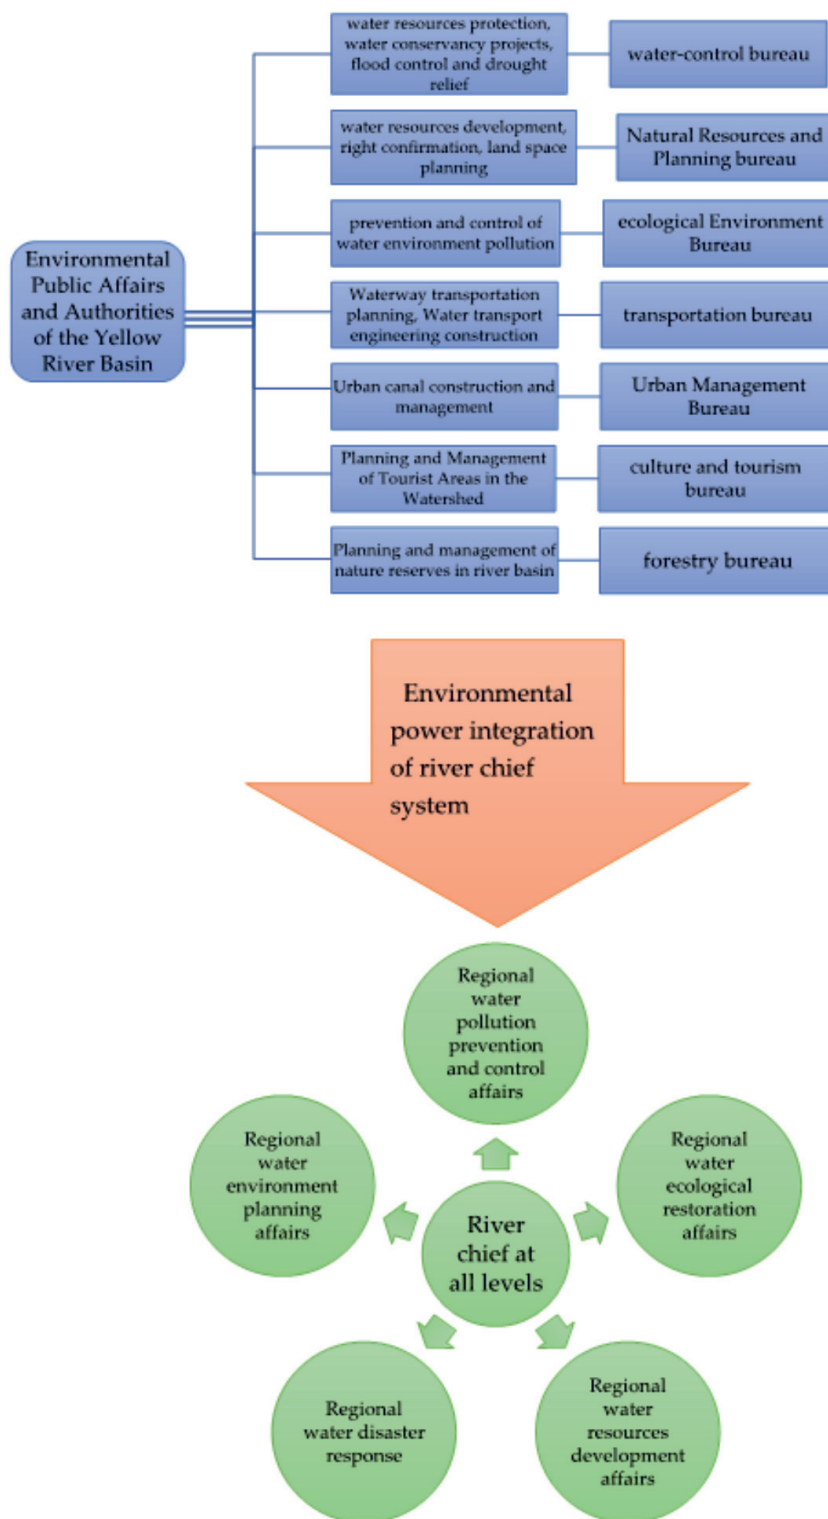 water resources protection,
water conservancy projects,
flood control and drought
relief
water-control bureau
water resources development,
right confirmation, land space
planning
Natural Resources and
Planning bureau
prevention and control of
water environment pollution
ecological Environment
Bureau
Environmental
Public Affairs
and Authorities
of the Yellow
River Basin
Waterway transportation
planning, Water transport
engineering construction
transportation bureau
Urban canal construction and
management
Urban Management
Bureau
Planning and Management
of Tourist Areas in the
Watershed
culture and tourism
bureau
Planning and management of
nature reserves in river basin
forestry bureau
Environmental
power integration
of river chief
system
Regional
water
pollution
prevention
and control
affairs
Regional
water
environment
planning
affairs
Regional
water
ecological
restoration
affairs
River
chief at
all levels
Regional
water disaster
response
Regional
water
resources
development
affairs